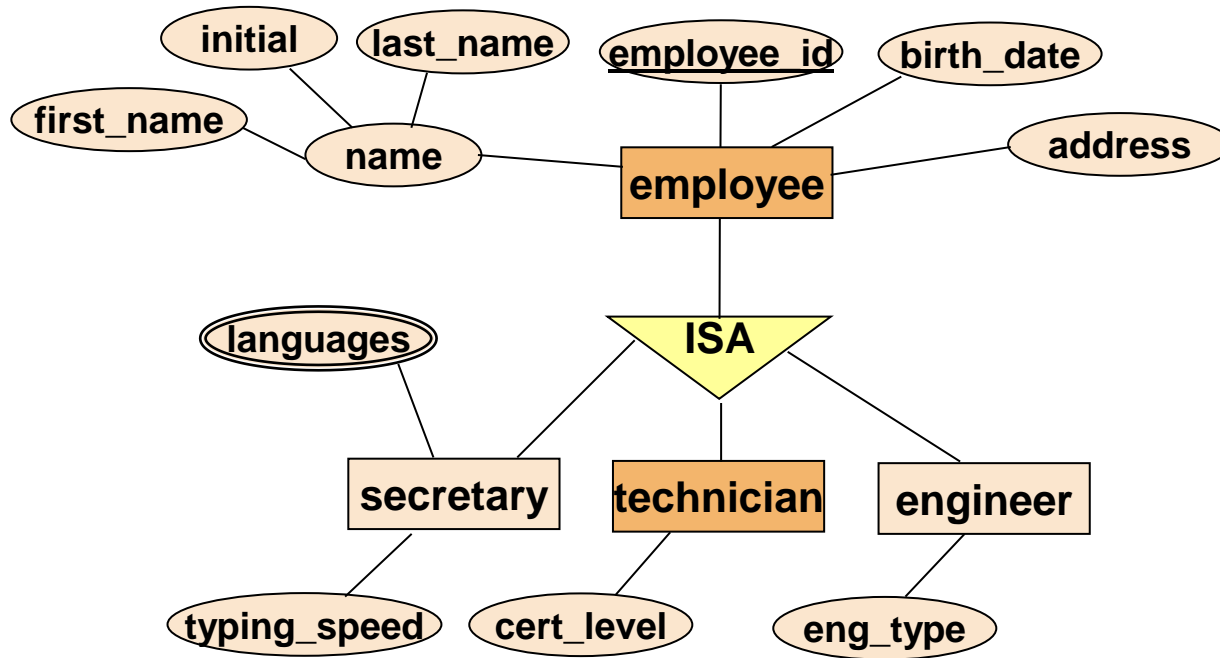 initial
last_name
employee_id
birth_date
first_name
name
address
employee
languages
ISA
secretary
technician
engineer
typing_speed
cert_level
eng_type